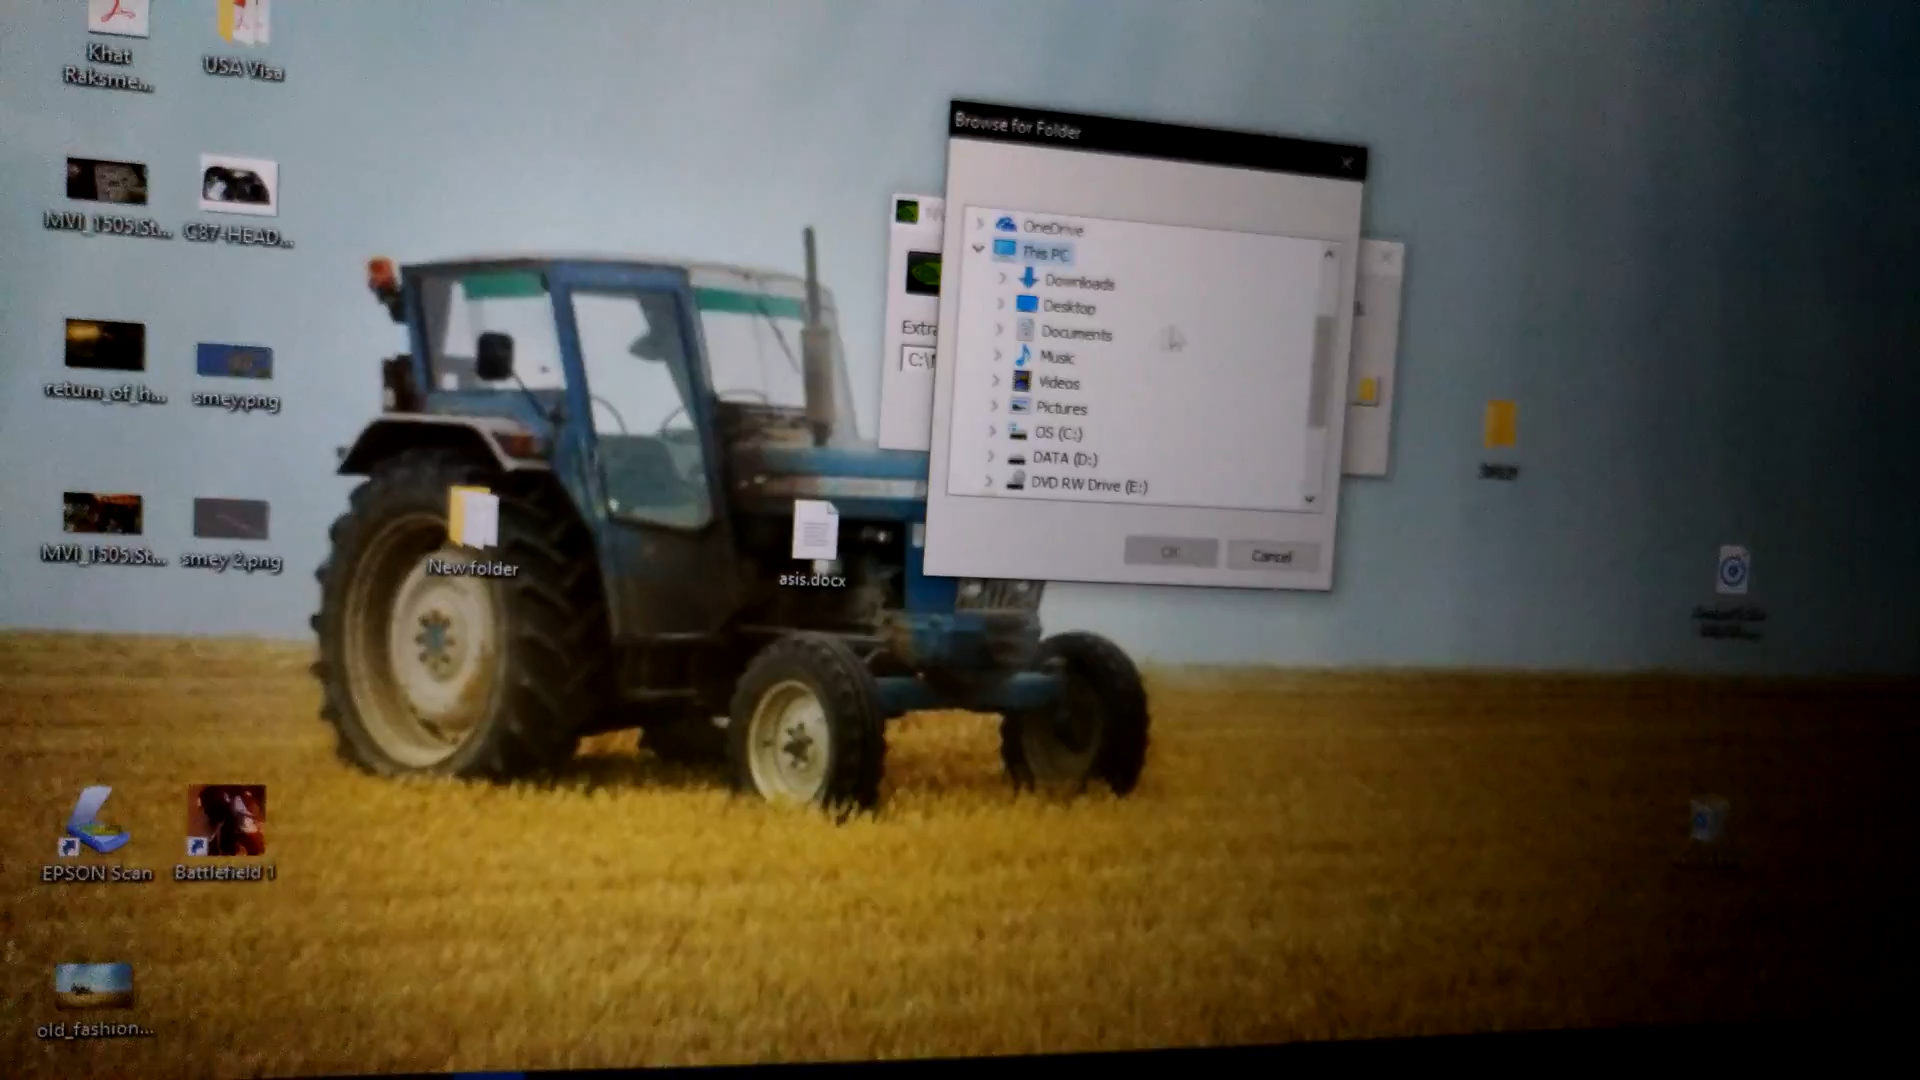 Khat
Raksme...
USA Visa
MVI_1505.St...
C87-HEAD...
return_of_h...
smey.png
MVI_1505.St...
smey 2.png
New folder
asis.docx
EPSON Scan
Battlefield 1
old_fashion...
Browse for Folder
OneDrive
This PC
Downloads
Desktop
Documents
Music
Videos
Pictures
OS (C:)
DATA (D:)
DVD RW Drive (E:)
OK
Cancel
Extra
C:\